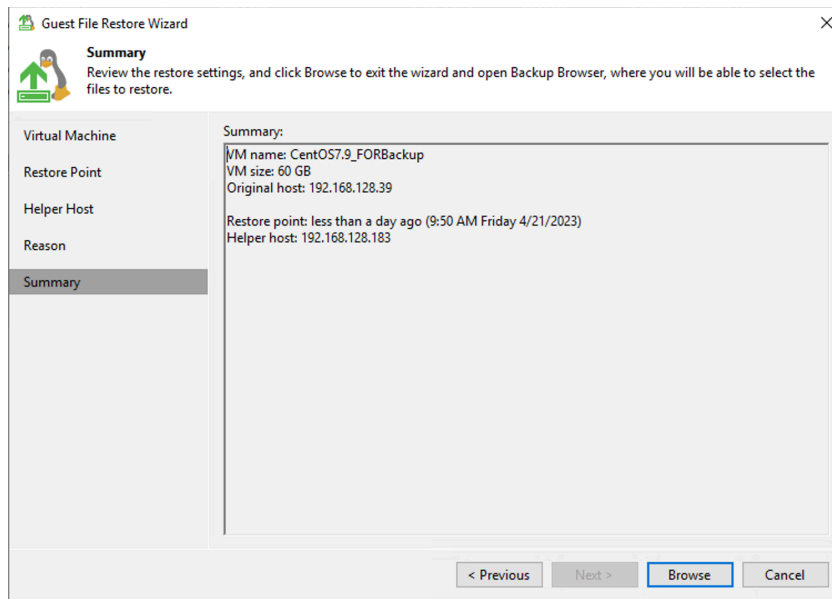 Guest File Restore Wizard
Summary
Review the restore settings, and click Browse to exit the wizard and open Backup Browser, where you will be able to select the
files to restore.
Virtual Machine
Restore Point
Helper Host
Reason
Summary
Summary:
VM name: CentOS7.9_FORBackup
VM size: 60 GB
Original host: 192.168.128.39
Restore point: less than a day ago (9:50 AM Friday 4/21/2023)
Helper host: 192.168.128.183
< Previous
Next >
Browse
Cancel